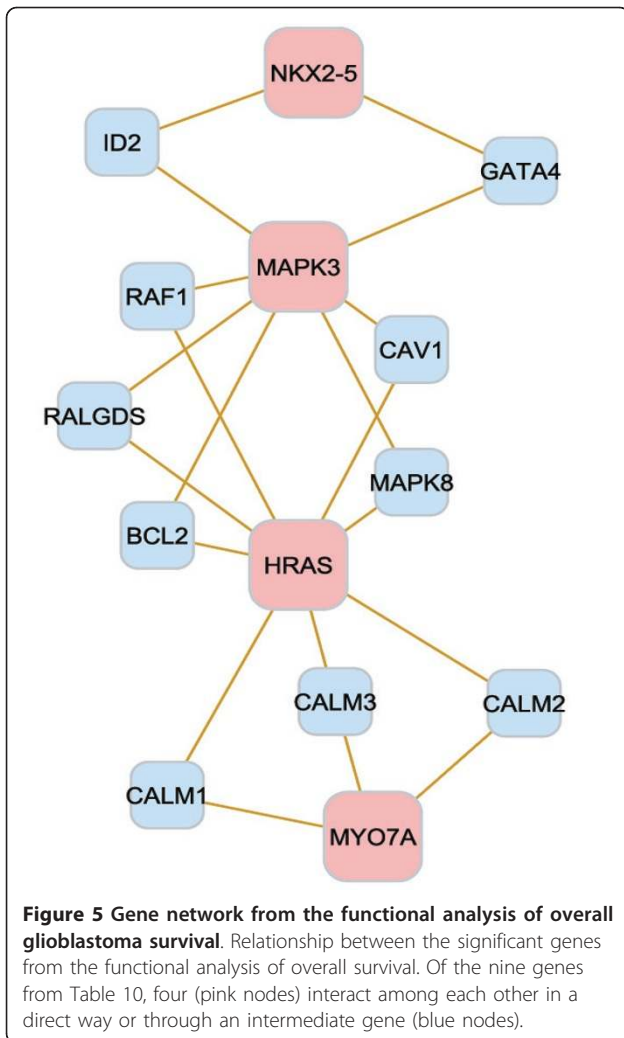 NKX2-5
ID2
GATA4
MAPK3
RAF1
CAV1
RALGDS
MAPK8
BCL2
HRAS
CALM3
CALM2
CALM1
MYO7A
Figure 5 Gene network from the functional analysis of overall
glioblastoma survival. Relationship between the significant genes
from the functional analysis of overall survival. Of the nine genes
from Table 10, four (pink nodes) interact among each other in a
direct way or through an intermediate gene (blue nodes).